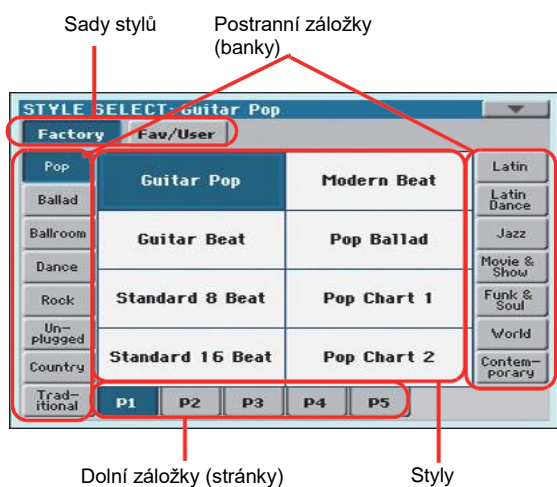 Sady stylů
Postranní záložky
(banky)
STYLE SELECT-Guitar Pop
Factory
Fav/User
Pop
Ballad
Ballroom
Dance
Rock
Un-
plugged
Country
Trad-
itional
Guitar Pop
Modern Beat
Guitar Beat
Pop Ballad
Standard 8 Beat
Pop Chart 1
Standard 16 Beat
Pop Chart 2
Latin
Latin
Dance
Jazz
Movie &
Show
Funk &
Soul
World
Contem-
porary
P1
P2
P3
P4
P5
Dolní záložky (stránky)
Styly